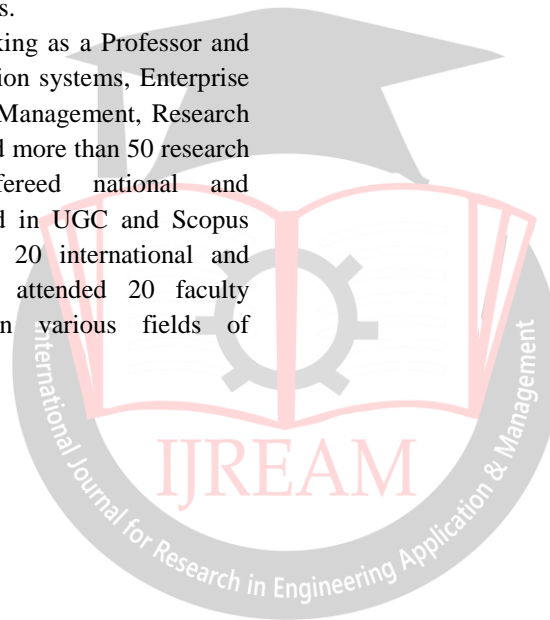 s.
king as a Professor and
ion systems, Enterprise
Management, Research
d more than 50 research
fereed national and
d in UGC and Scopus
20 international and
attended 20 faculty
n various fields of
International Journal for Research in Engineering Application & Management
IJREAM